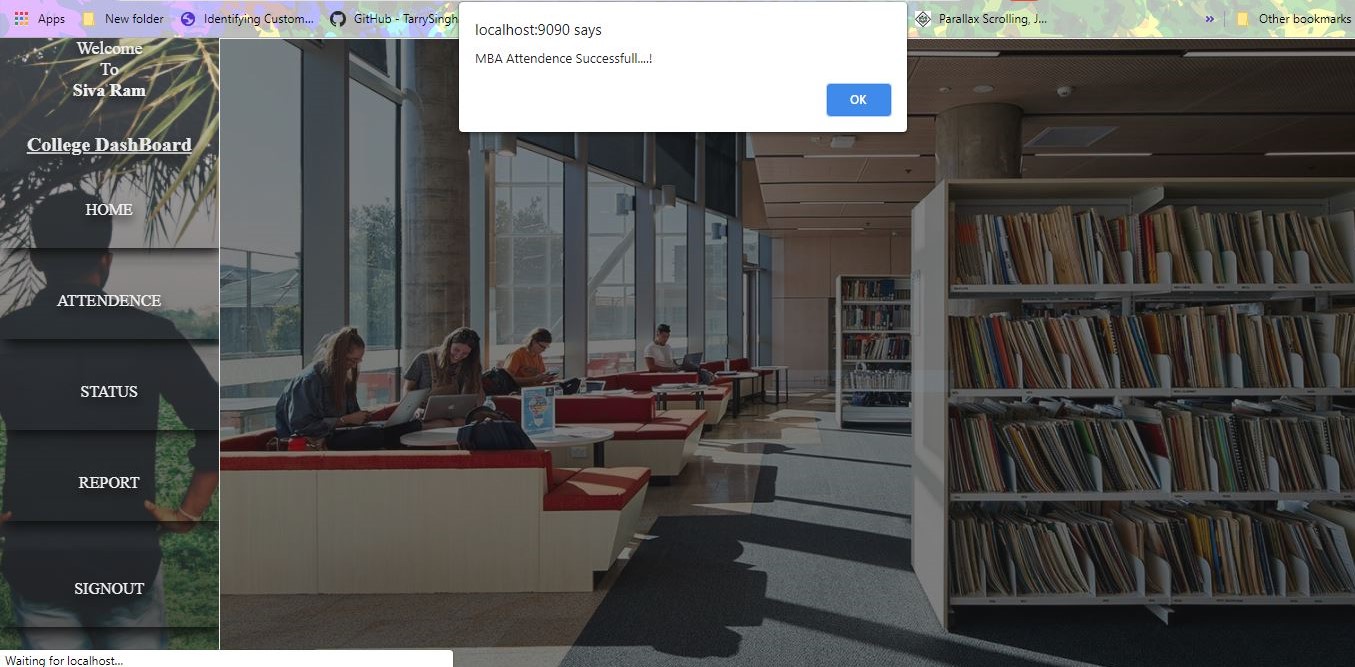 Apps
New folder
Identifying Custom...
GitHub - TarrySingh
Parallax Scrolling, J...
»
Other bookmarks
localhost:9090 says
MBA Attendence Successfull....!
OK
Welcome
To
Siva Ram
College DashBoard
HOME
ATTENDENCE
STATUS
REPORT
SIGNOUT
Waiting for localhost...